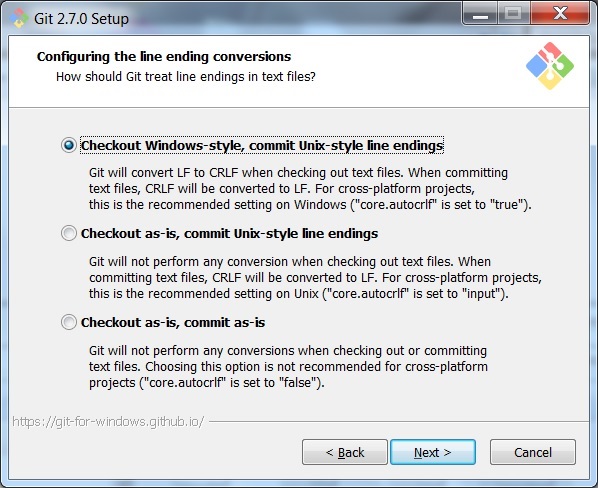 Git 2.7.0 Setup
Configuring the line ending conversions
How should Git treat line endings in text files?
Checkout Windows-style, commit Unix-style line endings
Git will convert LF to CRLF when checking out text files. When committing
text files, CRLF will be converted to LF. For cross-platform projects,
this is the recommended setting on Windows ("core.autocrlf" is set to "true").
Checkout as-is, commit Unix-style line endings
Git will not perform any conversion when checking out text files. When
committing text files, CRLF will be converted to LF. For cross-platform projects,
this is the recommended setting on Unix ("core.autocrlf" is set to "input").
Checkout as-is, commit as-is
Git will not perform any conversions when checking out or committing
text files. Choosing this option is not recommended for cross-platform
projects ("core.autocrlf" is set to "false").
https://git-for-windows.github.io/
< Back
Next >
Cancel